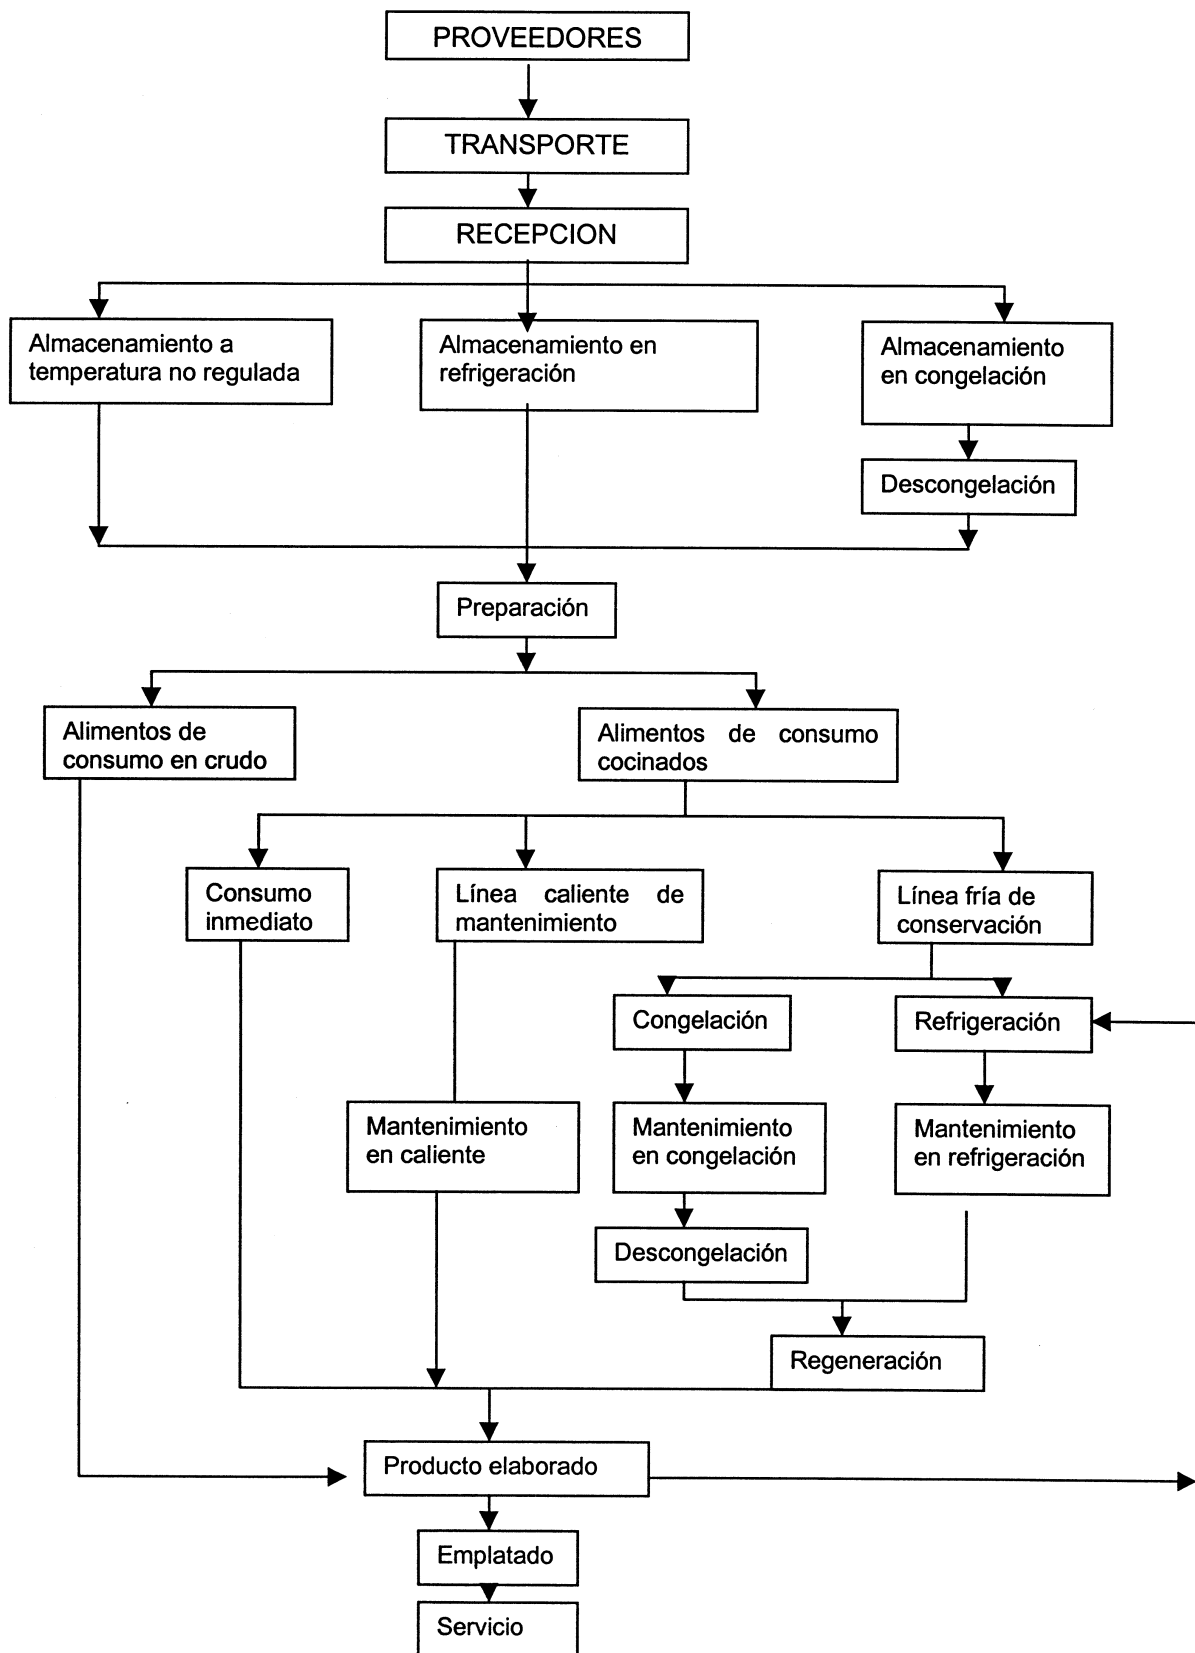 PROVEEDORES
TRANSPORTE
RECEPCION
Almacenamiento a
temperatura no regulada
Almacenamiento en
refrigeración
Almacenamiento
en congelación
Descongelación
Preparación
Alimentos de
consumo en crudo
Alimentos de consumo
cocinados
Consumo
inmediato
Línea caliente de
mantenimiento
Línea fría de
conservación
Congelación
Refrigeración
Mantenimiento
en caliente
Mantenimiento
en congelación
Mantenimiento
en refrigeración
Descongelación
Regeneración
Producto elaborado
Emplatado
Servicio